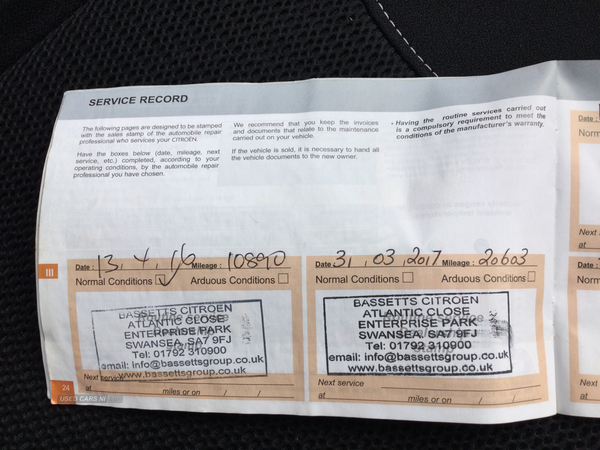 SERVICE RECORD
The following pages are designed to be stamped
with the sales stamp of the automobile repair
professional who services your CITROEN.
Have the boxes below (date, mileage, next
service, etc.) completed, according to your
operating conditions, by the automobile repair
professional you have chosen.
We recommend that you keep the invoices
and documents that relate to the maintenance
carried out on your vehicle.
If the vehicle is sold, it is necessary to hand all
the vehicle documents to the new owner.
- Having the routine services carried out
is a compulsory requirement to meet the
conditions of the manufacturer's warranty.
III
Date : 13. 4. 16 Mileage : 10890
Normal Conditions Arduous Conditions
BASSETTS CITROEN
ATLANTIC CLOSE
ENTERPRISE PARK
SWANSEA, SA7 9FJ
Tel: 01792 310900
email: info@bassettsgroup.co.uk
www.bassettsgroup.co.uk
Next service
at miles or on / /
Date : 31 . 03 .2017 Mileage : 20603
Normal Conditions Arduous Conditions
BASSETTS CITROEN
ATLANTIC CLOSE
ENTERPRISE PARK
SWANSEA, SA7 9FJ
Tel: 01792 310900
email: info@bassettsgroup.co.uk
www.bassettsgroup.co.uk
Next service
at miles or on / /
Date :
Norm
Next
at
Date :
Norm
Next
at
24
USED CARS NI